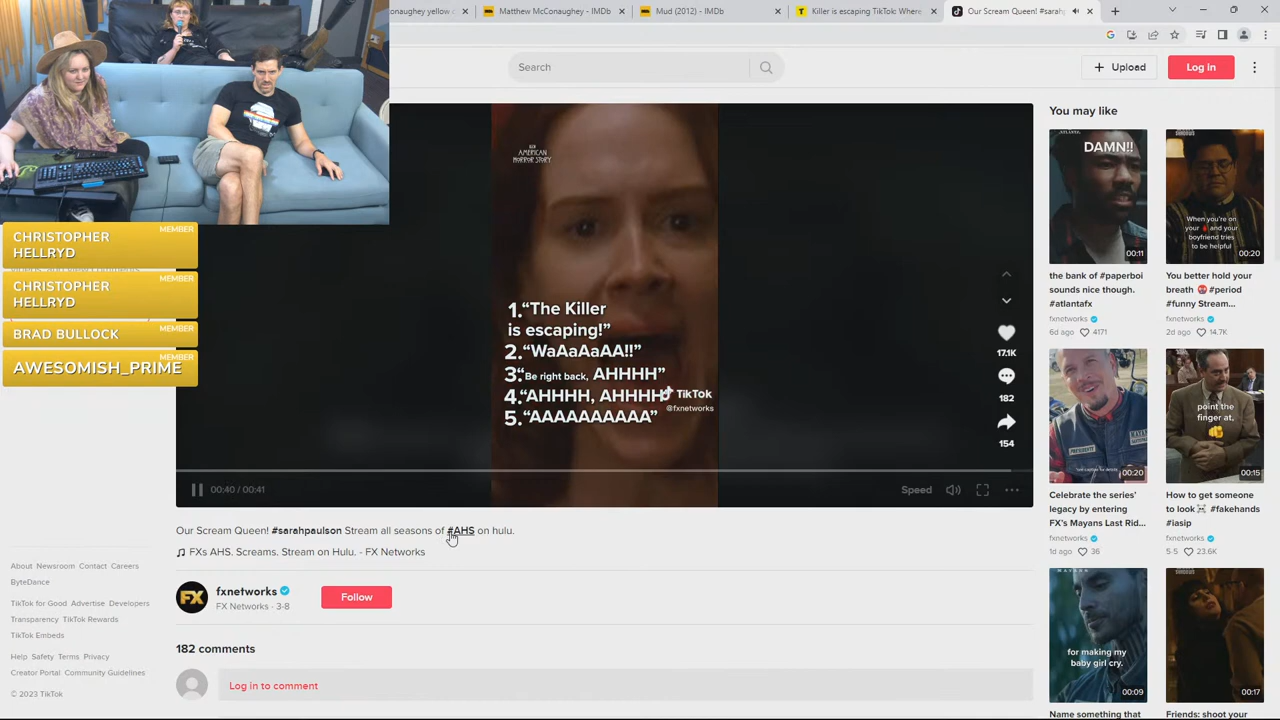 naughey yellow c
Matthew McConaughey - IMDb
Mud (2012) - IMDb
Killer is escaping TikTok Where
Our Scream Queen! #sarahp
Search
Upload
Log in
AMERICAN
HORROR STORY
1. "The Killer
is escaping!"
2. "WaAaAaAA!!"
3. "Be right back, AHHHH"
4. "AHHHH, AHHHH"
5. "AAAAAAAAAA"
TikTok
@fxnetworks
17.1K
182
154
00:40 / 00:41
Speed
CHRISTOPHER
HELLRYD
MEMBER
CHRISTOPHER
HELLRYD
MEMBER
BRAD BULLOCK
MEMBER
AWESOMISH_PRIME
MEMBER
Our Scream Queen! #sarahpaulson Stream all seasons of #AHS on hulu.
FXs AHS. Screams. Stream on Hulu. - FX Networks
FX
fxnetworks
FX Networks · 3-8
Follow
182 comments
Log in to comment
About Newsroom Contact Careers
ByteDance
TikTok for Good Advertise Developers
Transparency TikTok Rewards
TikTok Embeds
Help Safety Terms Privacy
Creator Portal Community Guidelines
© 2023 TikTok
You may like
DAMN!!
00:11
the bank of #paperboi
sounds nice though.
#atlantafx
fxnetworks
6d ago 4171
When you're on
your and your
boyfriend tries
to be helpful
00:20
You better hold your
breath #period
#funny Stream...
fxnetworks
2d ago 14.7K
00:20
Celebrate the series'
legacy by entering
FX's Mayans Last Rid...
fxnetworks
1d ago 36
point the
finger at,
00:15
How to get someone
to look #fakehands
#iasip
fxnetworks
5-5 23.6K
MAYANS
for making my
baby girl cry.
00:09
Name something that
00:17
Friends: shoot your